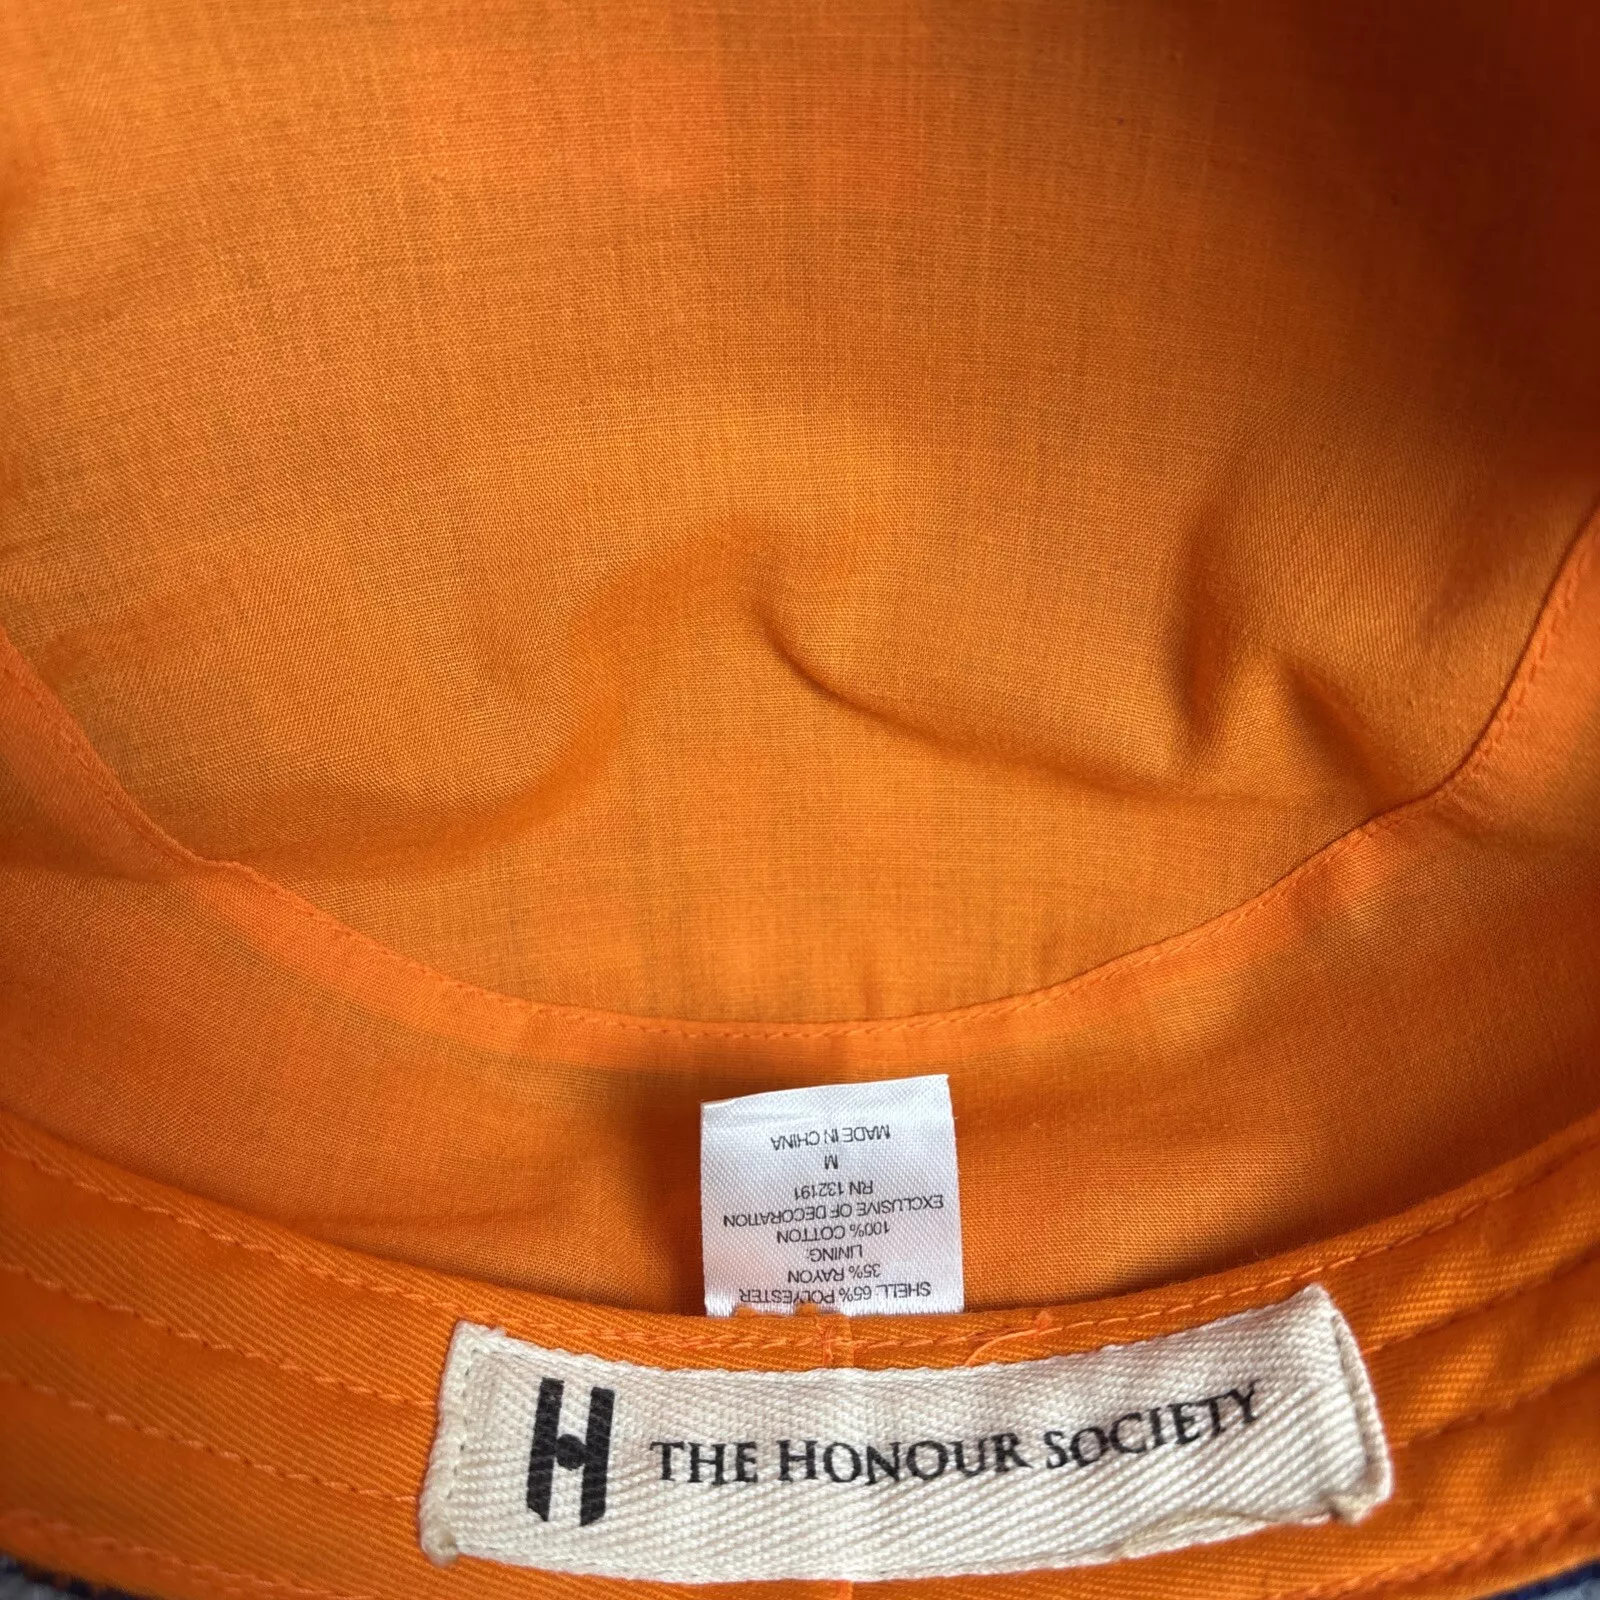 SHELL: 65% POLYESTER
35% RAYON
LINING:
100% COTTON
EXCLUSIVE OF DECORATION
RN 132191
M
MADE IN CHINA
H THE HONOUR SOCIETY